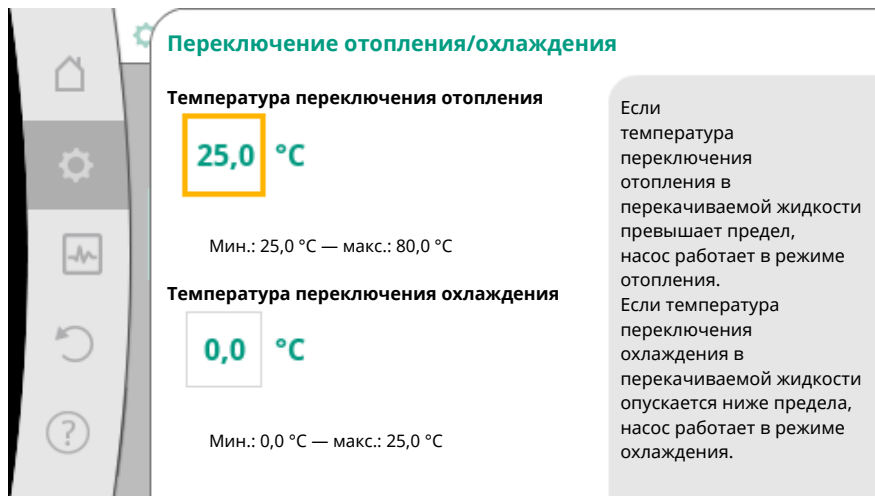 Переключение отопления/охлаждения
Температура переключения отопления
25,0 °C
Мин.: 25,0 °C — макс.: 80,0 °C
Температура переключения охлаждения
0,0 °C
Мин.: 0,0 °C — макс.: 25,0 °C
Если
температура
переключения
отопления в
перекачиваемой жидкости
превышает предел,
насос работает в режиме
отопления.
Если температура
переключения
охлаждения в
перекачиваемой жидкости
опускается ниже предела,
насос работает в режиме
охлаждения.
?